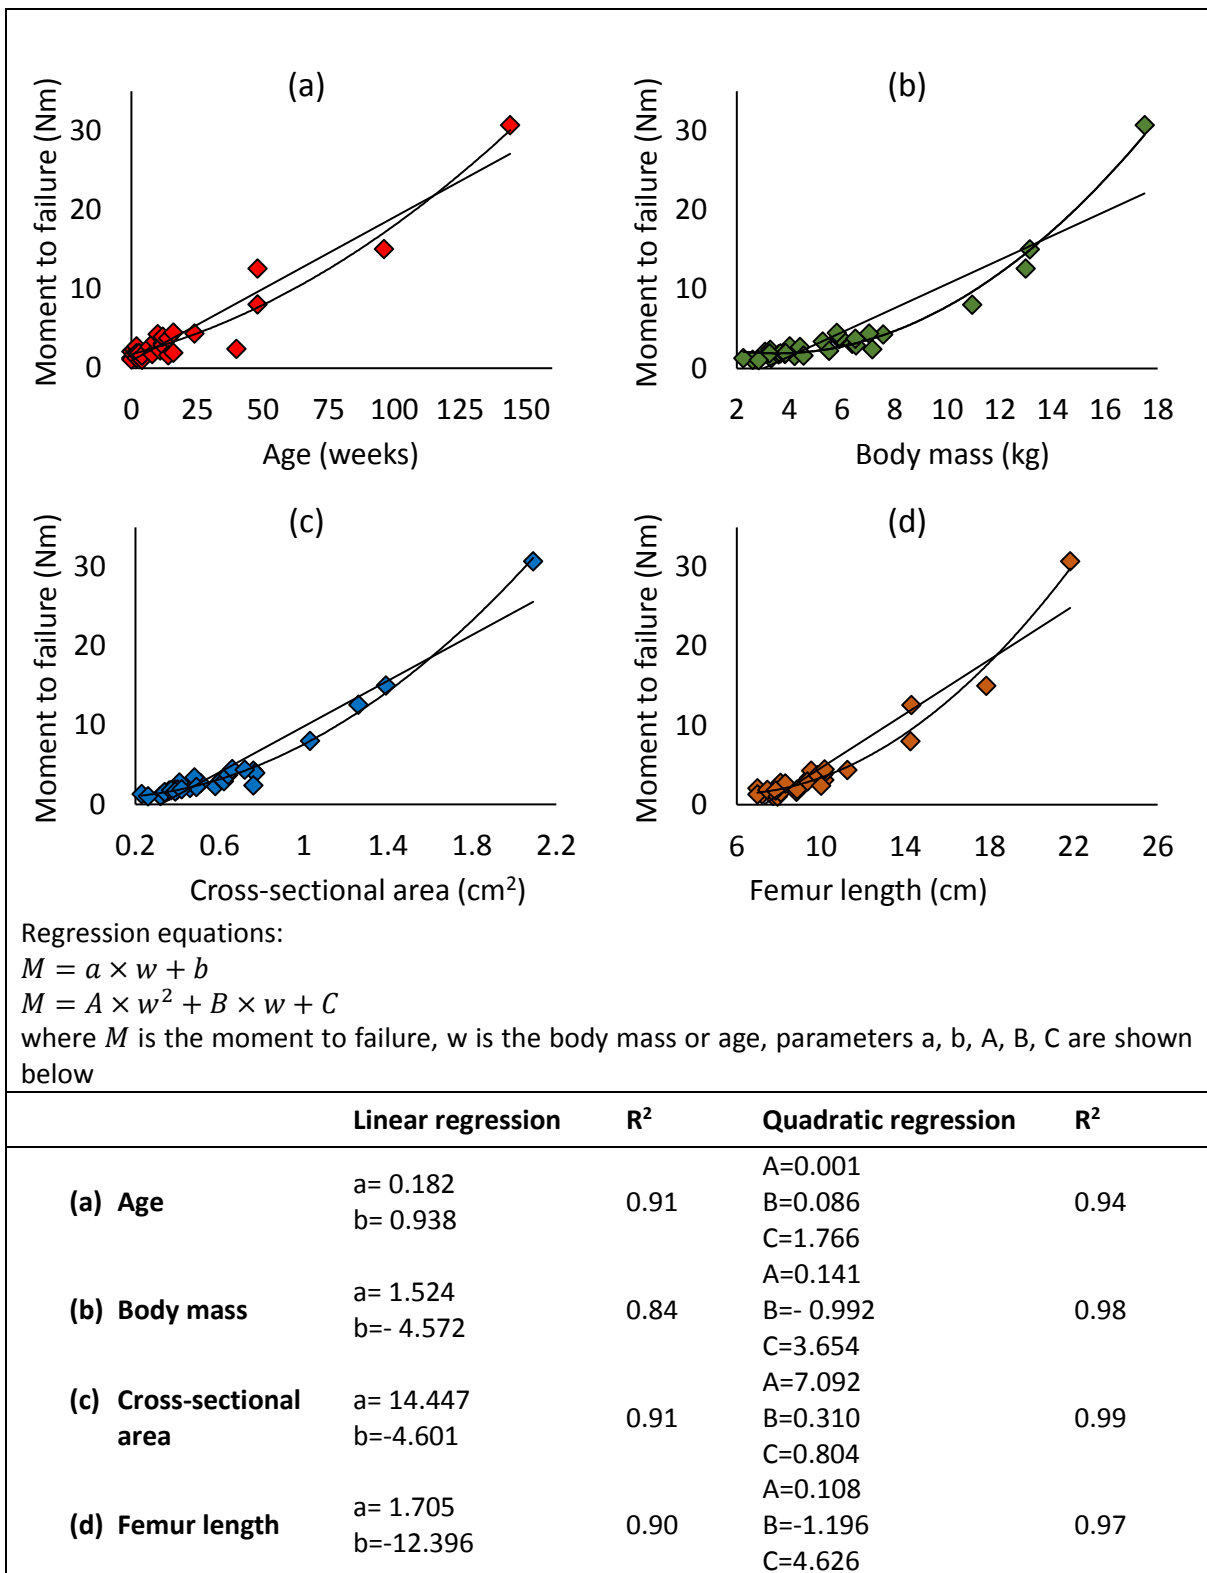 (a)
Moment to failure (Nm)
30
20
10
0
0 25 50 75 100 125 150
Age (weeks)
(b)
Moment to failure (Nm)
30
20
10
0
2 4 6 8 10 12 14 16 18
Body mass (kg)
(c)
Moment to failure (Nm)
30
20
10
0
0.2 0.6 1 1.4 1.8 2.2
Cross-sectional area (cm²)
(d)
Moment to failure (Nm)
30
20
10
0
6 10 14 18 22 26
Femur length (cm)
Regression equations:
M = a × w + b
M = A × w² + B × w + C
where M is the moment to failure, w is the body mass or age, parameters a, b, A, B, C are shown
below
Linear regression R² Quadratic regression R²
A=0.001
(a) Age a= 0.182 0.91 B=0.086 0.94
b= 0.938
C=1.766
A=0.141
(b) Body mass a= 1.524 0.84 B=- 0.992 0.98
b=- 4.572
C=3.654
A=7.092
(c) Cross-sectional a= 14.447 0.91 B=0.310 0.99
area b=-4.601
C=0.804
A=0.108
(d) Femur length a= 1.705 0.90 B=-1.196 0.97
b=-12.396
C=4.626